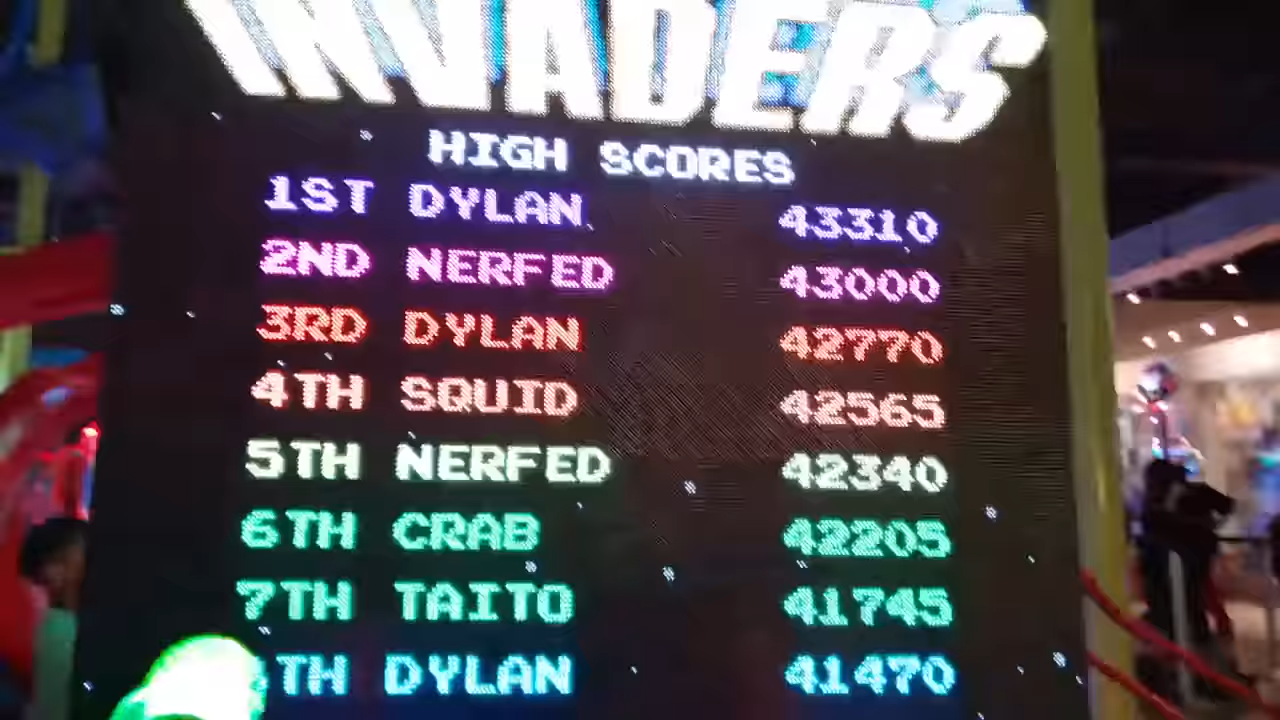 INVADERS
HIGH SCORES
1ST DYLAN 43310
2ND NERFED 43000
3RD DYLAN 42770
4TH SQUID 42565
5TH NERFED 42340
6TH CRAB 42205
7TH TAITO 41745
TH DYLAN 41470